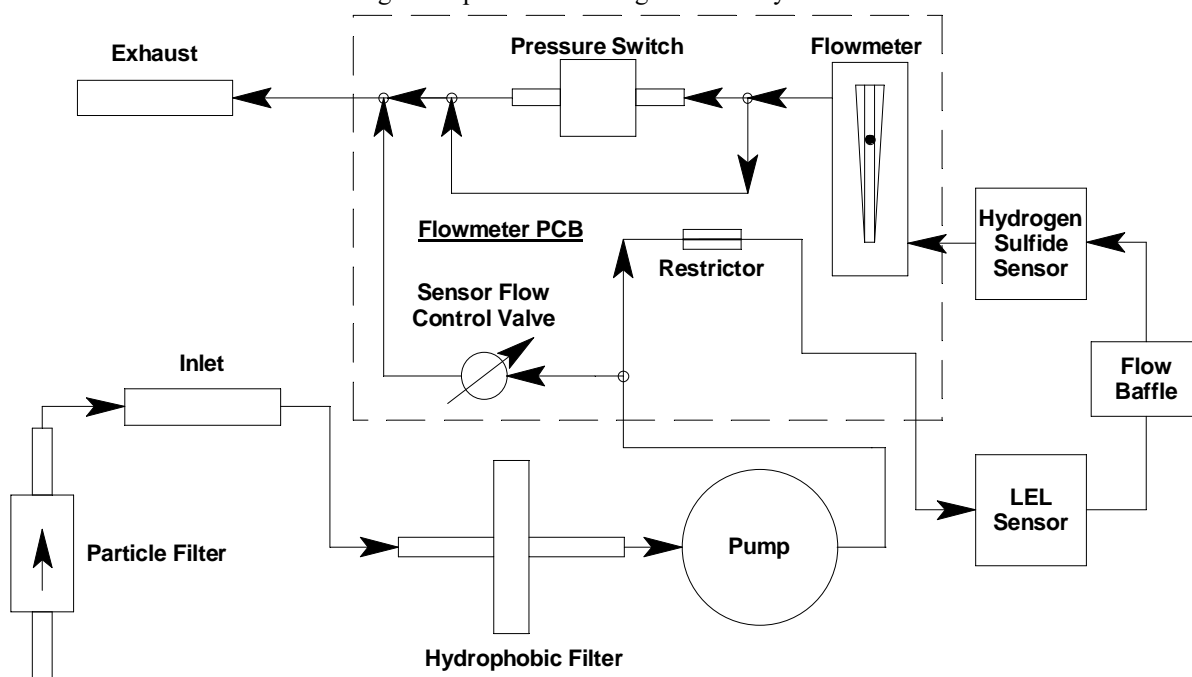 Pressure Switch
Flowmeter
Exhaust
Flowmeter PCB
Hydrogen
Sulfide
Sensor
Restrictor
Sensor Flow
Control Valve
Inlet
Flow
Baffle
LEL
Sensor
Particle Filter
Pump
Hydrophobic Filter